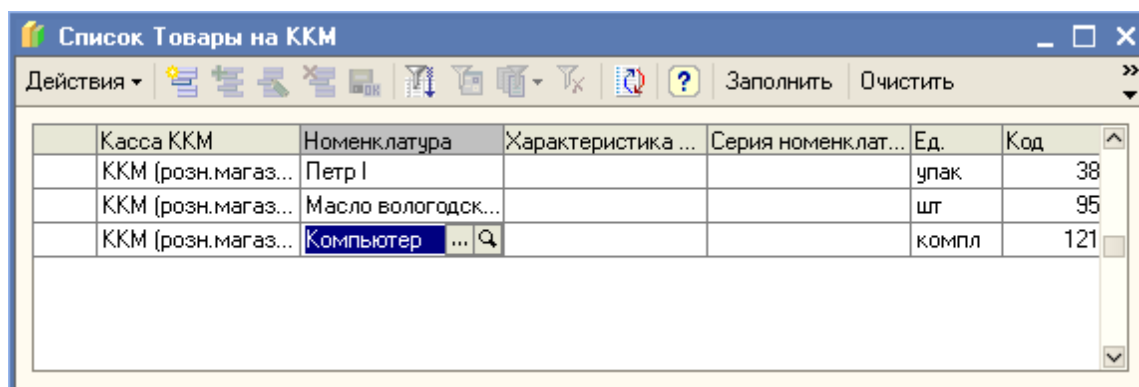 Список Товары на ККМ
Действия ? Заполнить Очистить
Касса ККМ Номенклатура Характеристика ... Серия номенклат... Ед. Код
ККМ (розн.магаз... Петр I упак 38
ККМ (розн.магаз... Масло вологодск... шт 95
ККМ (розн.магаз... Компьютер ... компл 121